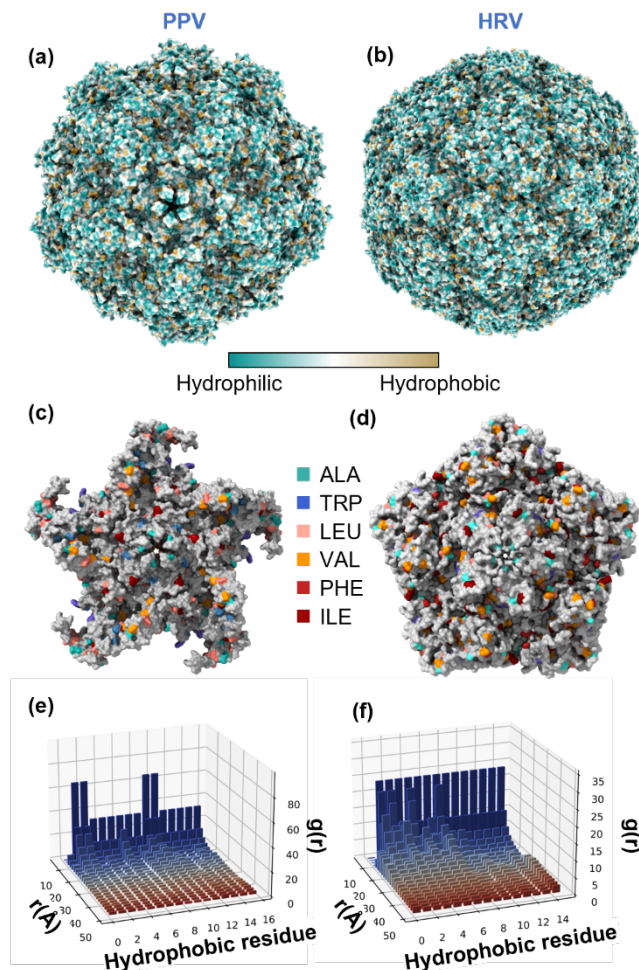 PPV HRV
(a) (b)
Hydrophilic Hydrophobic
(c) (d)
ALA
TRP
LEU
VAL
PHE
ILE
(e) (f)
80
60
40
20
0
g(r)
10
20
30
40
50
r(Å)
0 2 4 6 8 10 12 14 16
Hydrophobic residue
35
30
25
20
15
10
5
0
g(r)
10
20
30
40
50
r(Å)
0 2 4 6 8 10 12 14
Hydrophobic residue